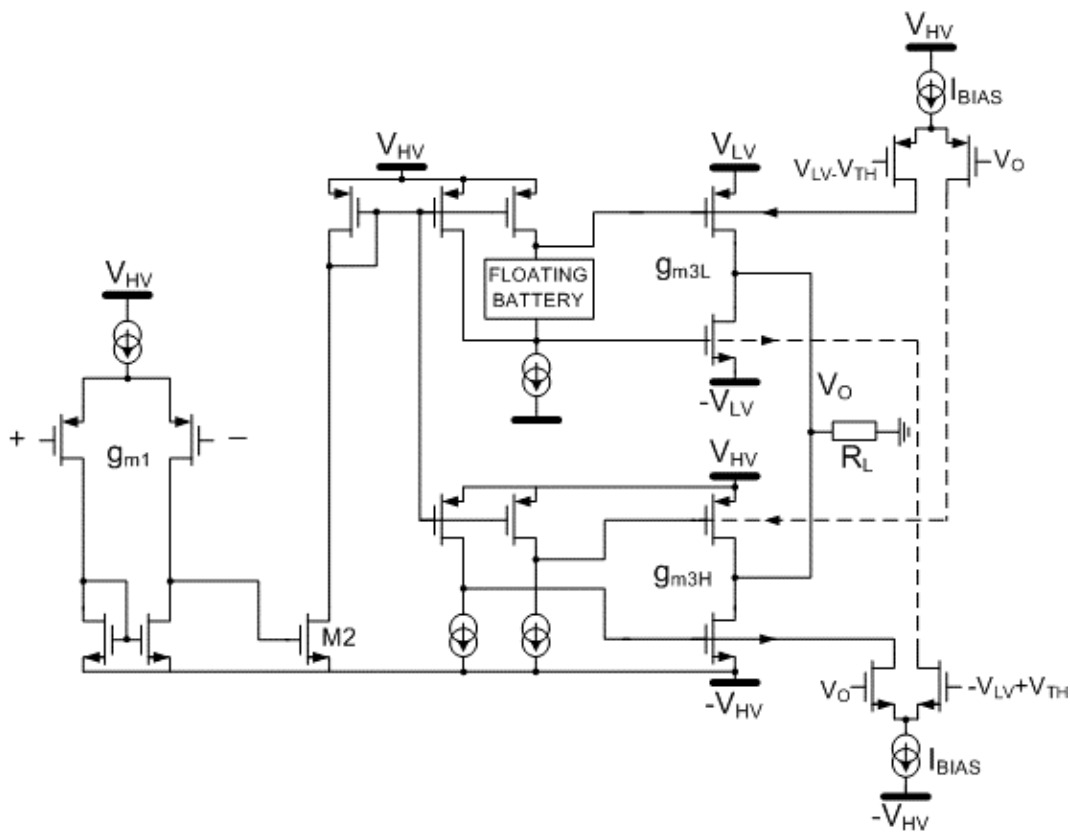 V_HV
I_BIAS
V_HV
V_LV
V_LV-V_TH
V_O
V_HV
FLOATING
BATTERY
g_m3L
+
g_m1
−
-V_LV
V_O
V_HV
R_L
g_m3H
M2
-V_HV
V_O
-V_LV+V_TH
I_BIAS
-V_HV